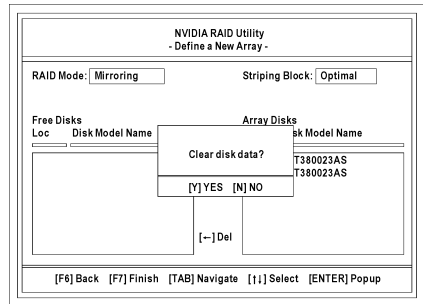 NVIDIA RAID Utility
- Define a New Array -
RAID Mode: Mirroring Striping Block: Optimal
Free Disks Array Disks
Loc Disk Model Name sk Model Name
Clear disk data?
T380023AS
T380023AS
[Y] YES [N] NO
[←] Del
[F6] Back [F7] Finish [TAB] Navigate [↑↓] Select [ENTER] Popup